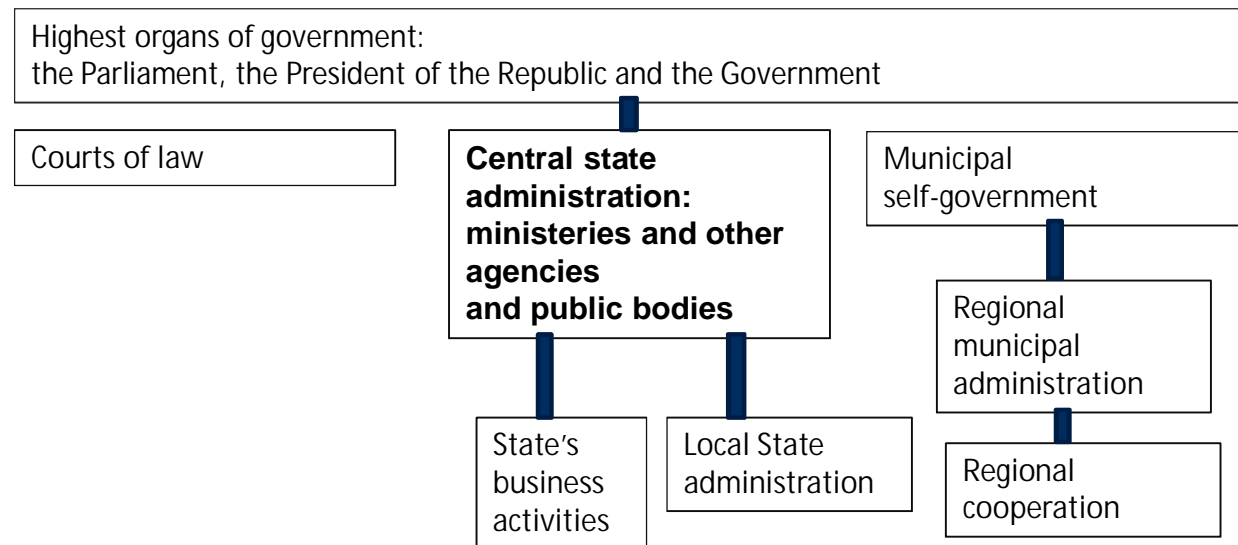 Highest organs of government:
the Parliament, the President of the Republic and the Government
Courts of law
Central state
administration:
ministeries and other
agencies
and public bodies
Municipal
self-government
Regional
municipal
administration
State's
business
activities
Local State
administration
Regional
cooperation